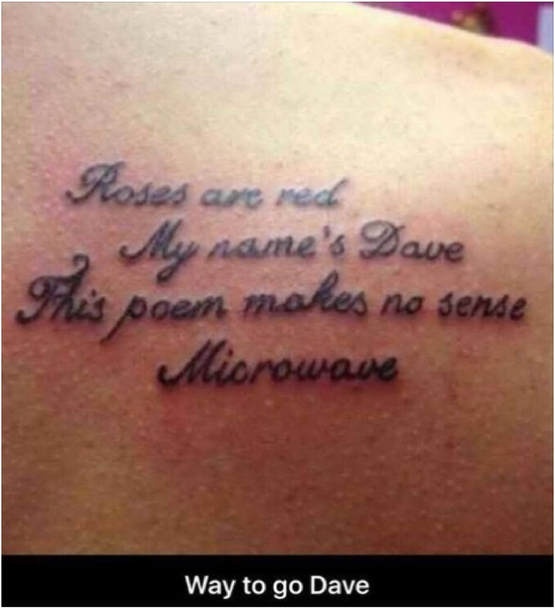 Roses are red
My name's Dave
This poem makes no sense
Microwave
Way to go Dave